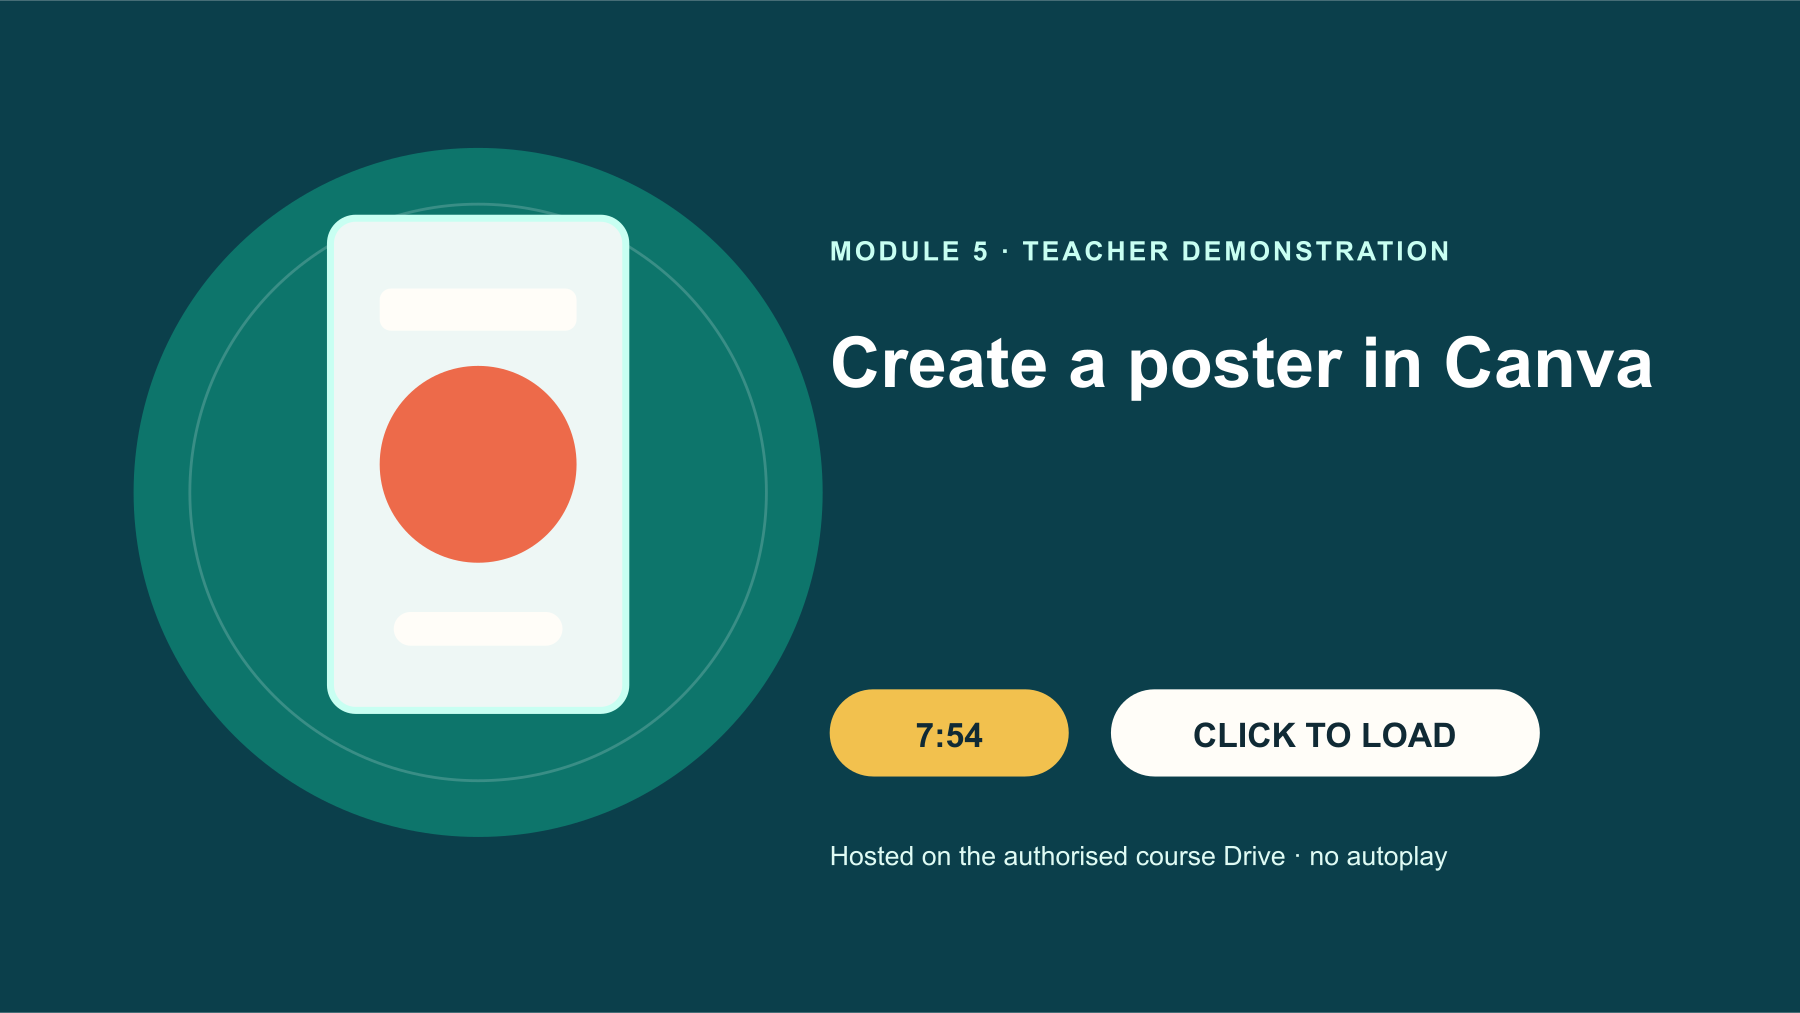 MODULE 5 · TEACHER DEMONSTRATION
Create a poster in Canva
7:54
CLICK TO LOAD
Hosted on the authorised course Drive · no autoplay